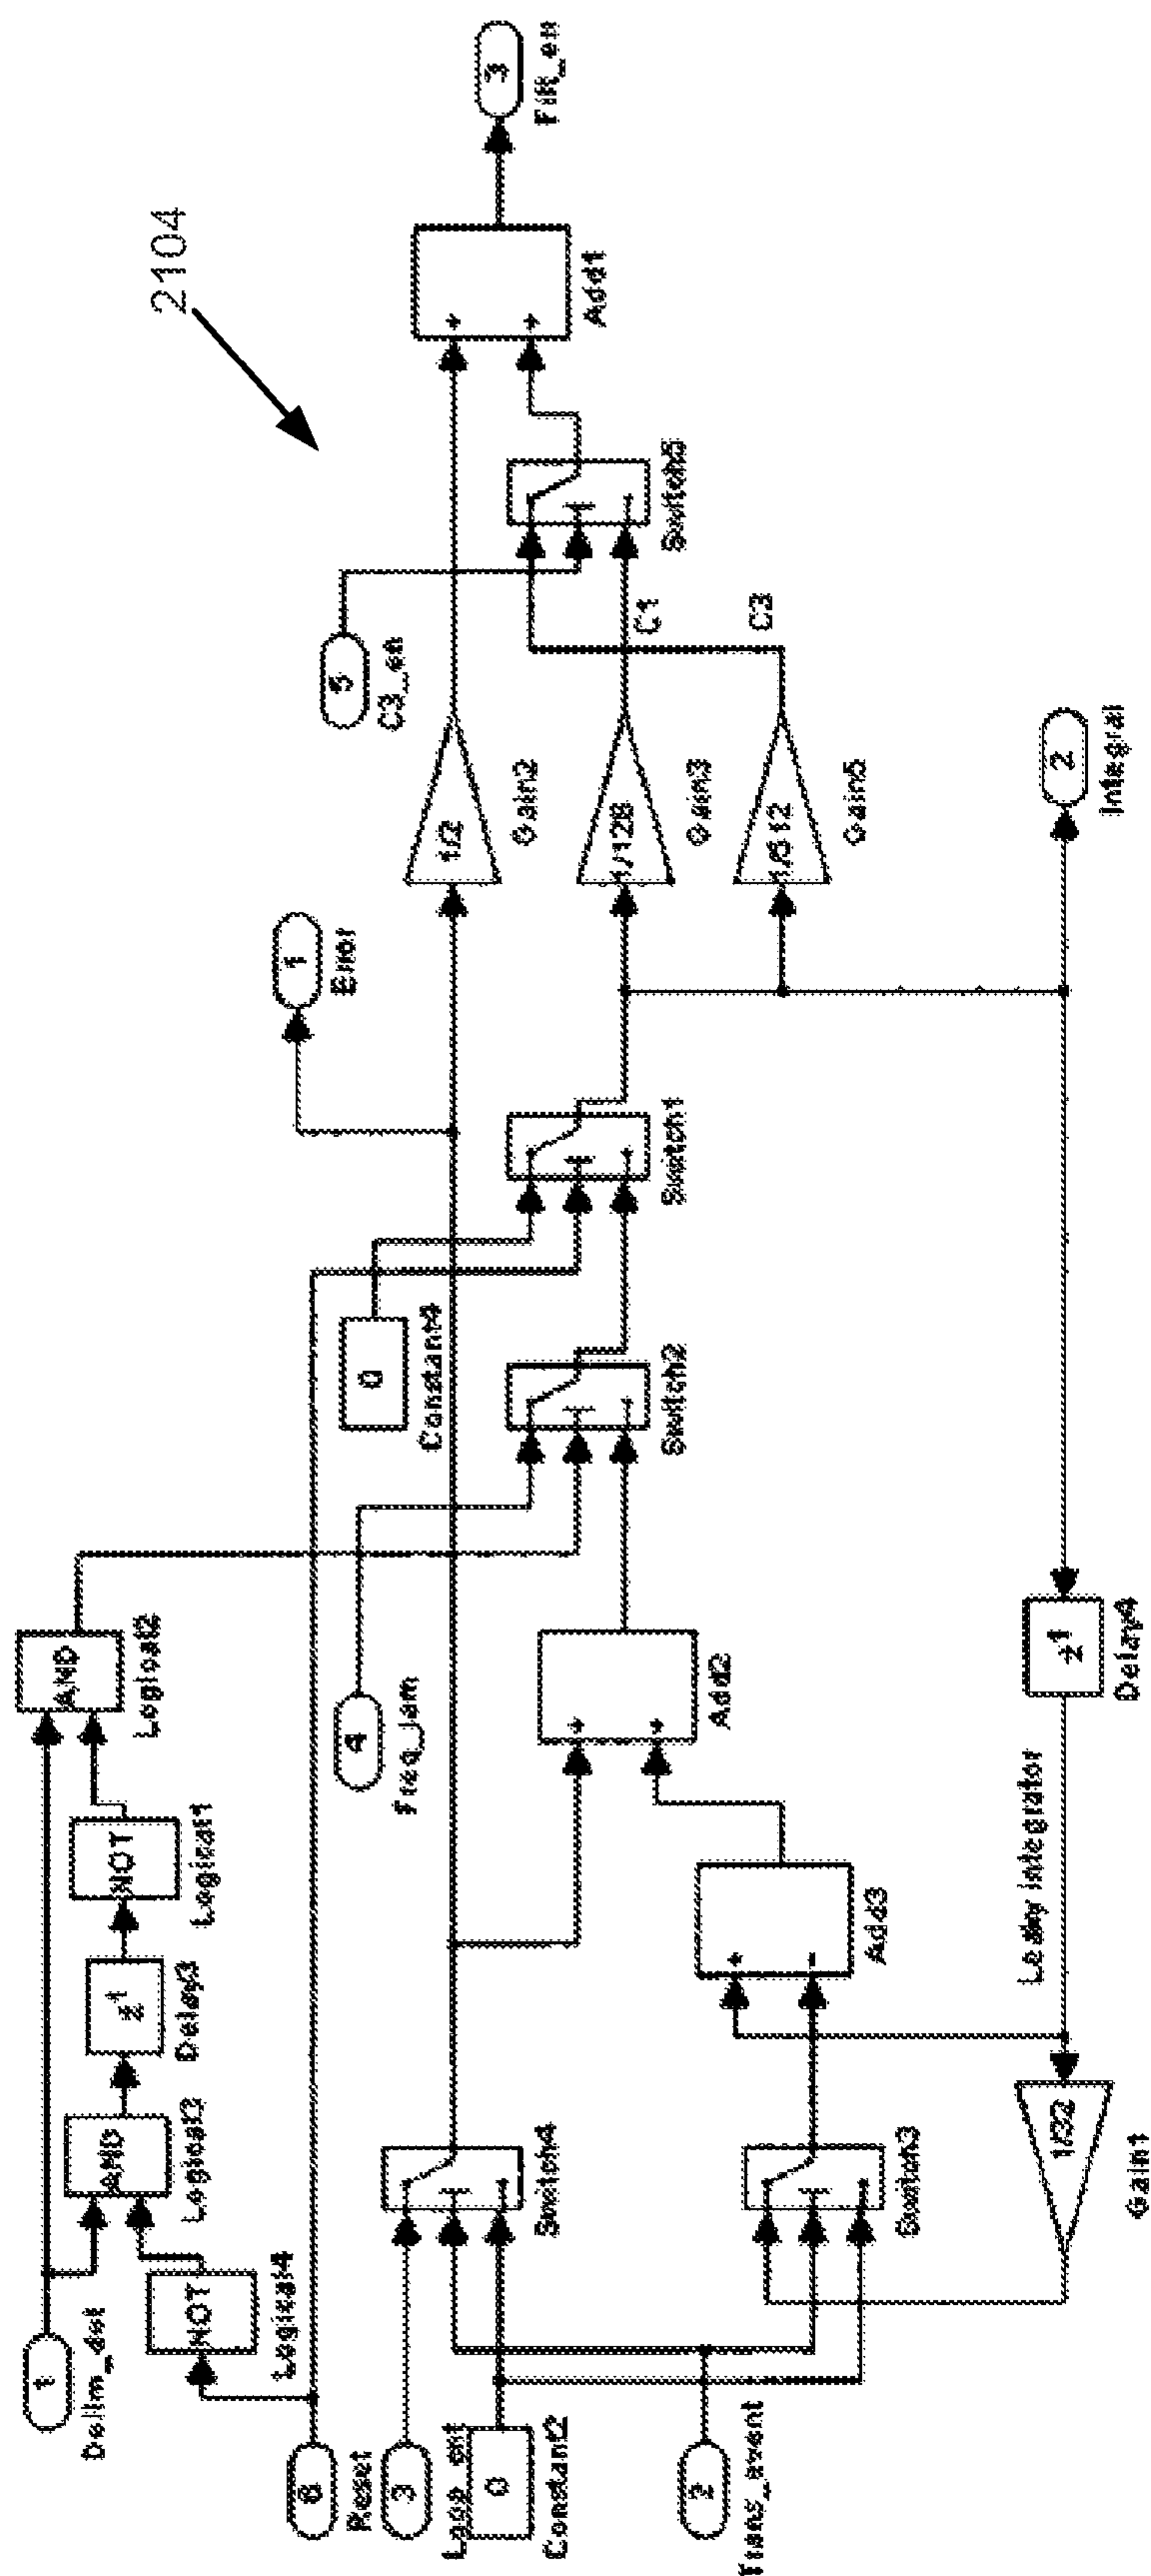 2104
1
Delim_det
NOT
Logical4
AND
Logical3
z-1
Delay3
NOT
Logical1
AND
Logical2
6
Reset
3
Loop_cnt
0
Constant2
2
Trans_event
Switch4
Switch3
1/32
Gain1
+
-
Add3
Leaky integrator
+
+
Add2
4
Freq_Jam
z-1
Delay4
Switch2
0
Constant4
Switch1
1
Error
1/2
Gain2
1/128
Gain3
1/512
Gain5
2
Integral
5
C3_en
C1
C3
Switch5
+
+
Add1
3